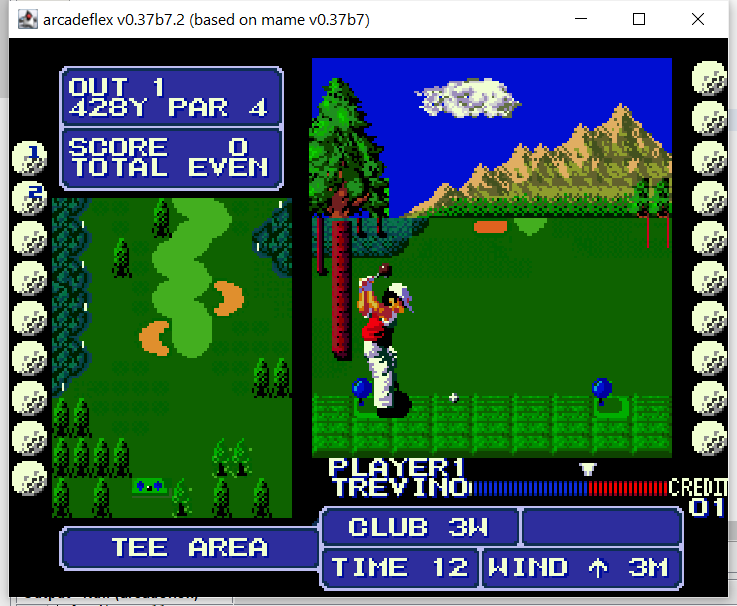 arcadeflex v0.37b7.2 (based on mame v0.37b7)
OUT 1
428Y PAR 4
SCORE 0
TOTAL EVEN
1
2
PLAYER1
TREVINO
CREDIT
01
CLUB 3W
TEE AREA
TIME 12
WIND ↑ 3M